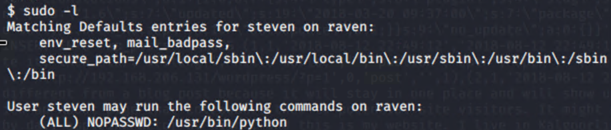 $ sudo -l
Matching Defaults entries for steven on raven:
env_reset, mail_badpass,
secure_path=/usr/local/sbin\:/usr/local/bin\:/usr/sbin\:/usr/bin\:/sbin
\:/bin
User steven may run the following commands on raven:
(ALL) NOPASSWD: /usr/bin/python